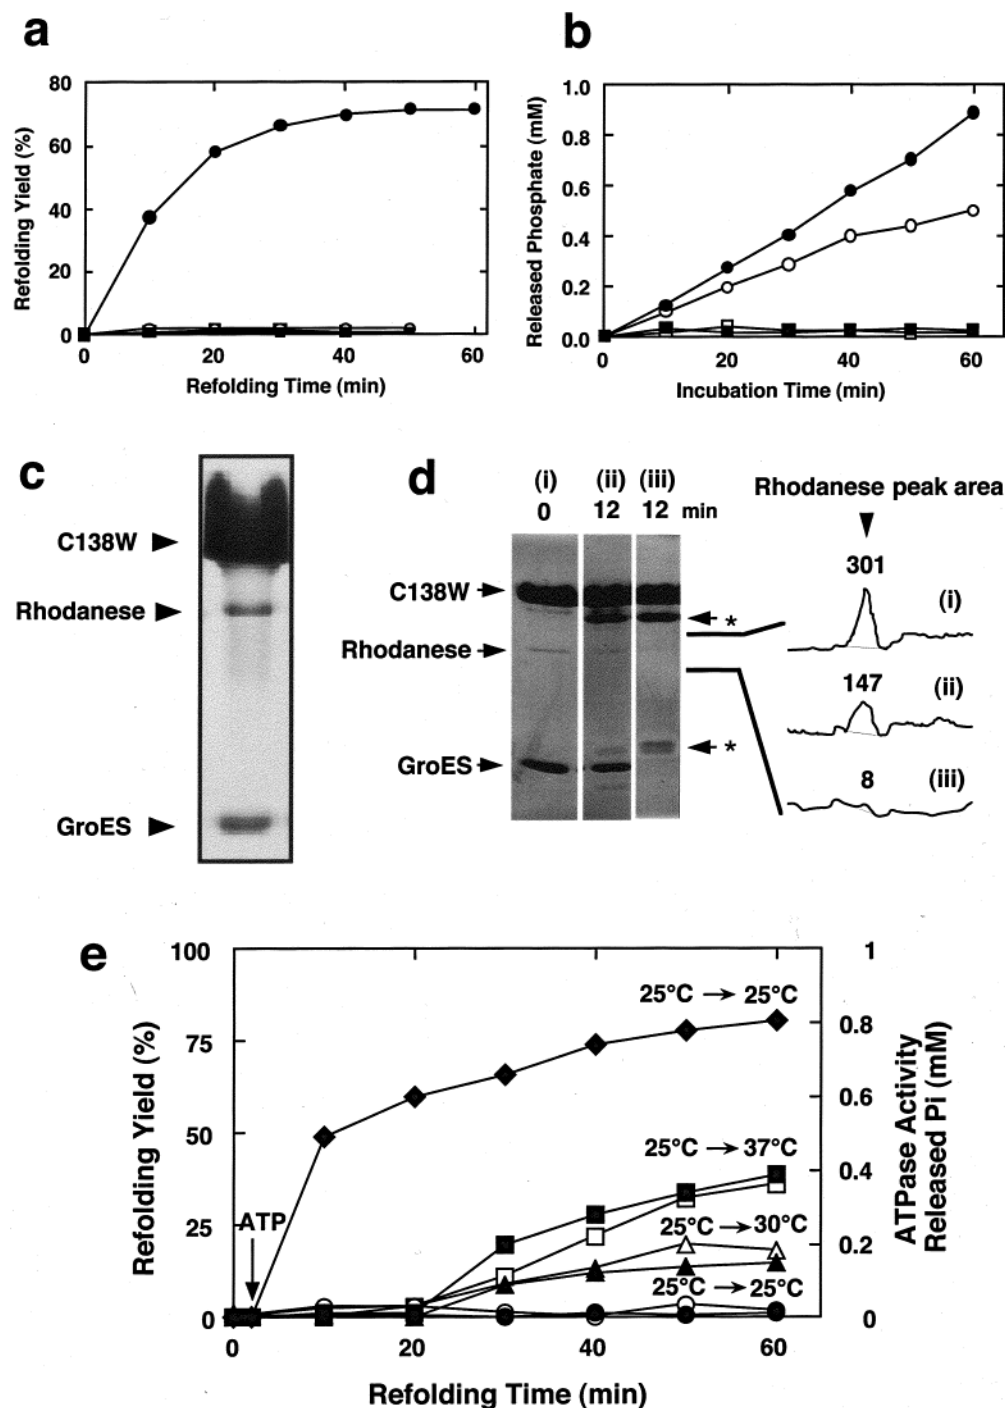 a
80
60
40
20
0
Refolding Yield (%)
0 20 40 60
Refolding Time (min)
b
1.0
0.8
0.6
0.4
0.2
0.0
Released Phosphate (mM)
0 20 40 60
Incubation Time (min)
c
C138W
Rhodanese
GroES
d
(i) (ii) (iii)
0 12 12 min
C138W
*
Rhodanese
*
GroES
Rhodanese peak area
301
(i)
147
(ii)
8
(iii)
e
100
75
50
25
0
Refolding Yield (%)
ATP
25°C → 25°C
25°C → 37°C
25°C → 30°C
25°C → 25°C
1
0.8
0.6
0.4
0.2
0
ATPase Activity
Released Pi (mM)
0 20 40 60
Refolding Time (min)